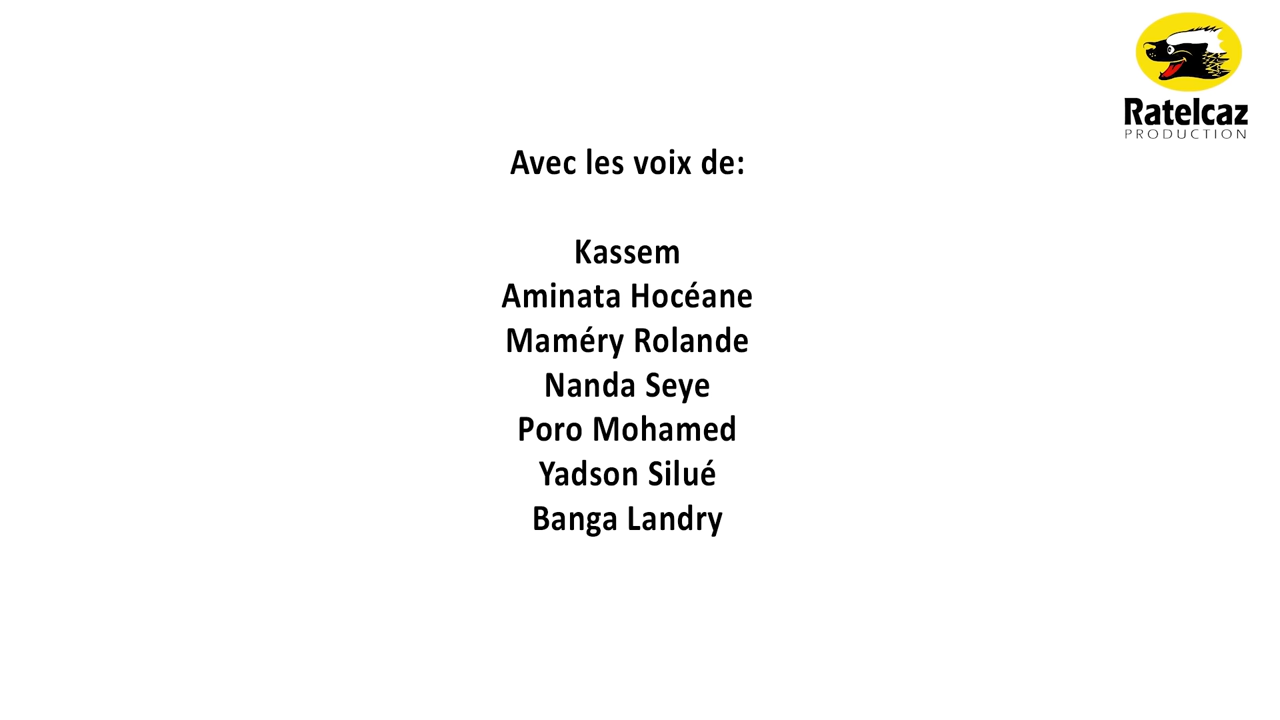 Ratelcaz
PRODUCTION
Avec les voix de:
Kassem
Aminata Hocéane
Maméry Rolande
Nanda Seye
Poro Mohamed
Yadson Silué
Banga Landry